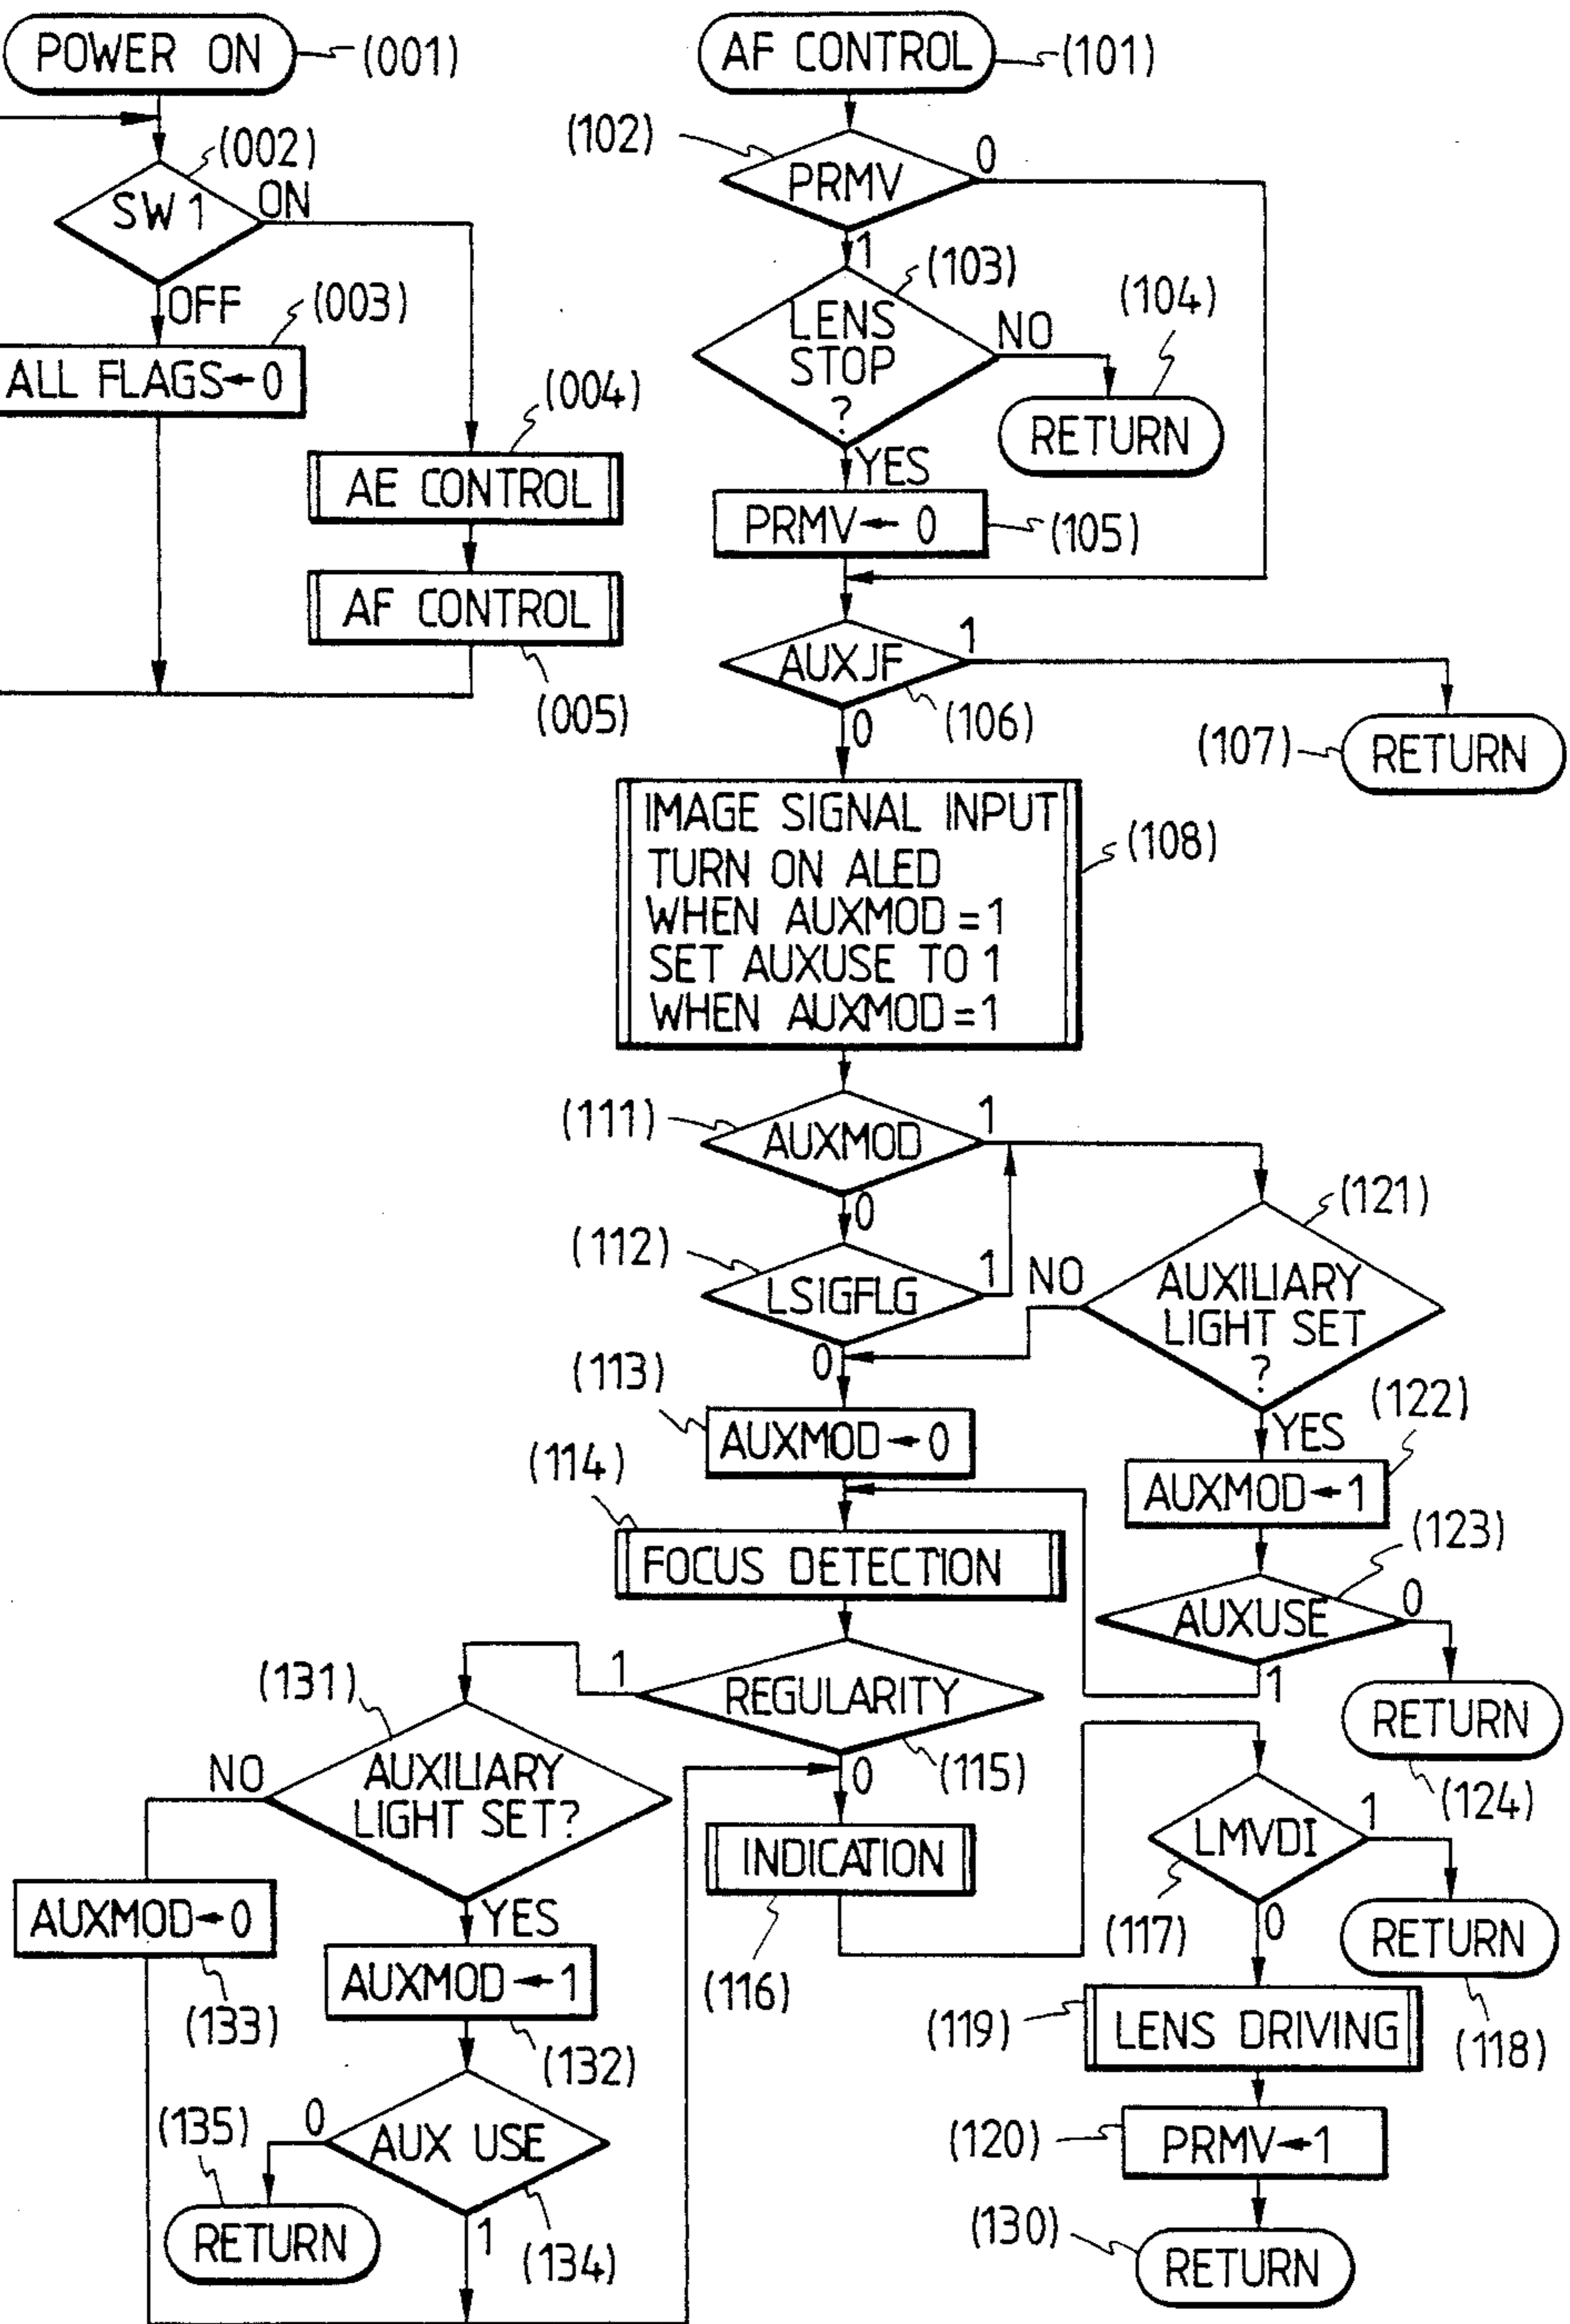 POWER ON
(001)
(002)
SW 1
ON
OFF
(003)
ALL FLAGS←0
(004)
AE CONTROL
AF CONTROL
(005)
AF CONTROL
(101)
(102)
PRMV
0
1
(103)
LENS
STOP
?
NO
(104)
RETURN
YES
PRMV←0
(105)
AUXJF
1
(106)
0
(107)
RETURN
IMAGE SIGNAL INPUT
TURN ON ALED
WHEN AUXMOD=1
SET AUXUSE TO 1
WHEN AUXMOD=1
(108)
(111)
AUXMOD
1
0
(112)
LSIGFLG
1
0
(121)
NO
AUXILIARY
LIGHT SET
?
YES
(122)
AUXMOD←1
(123)
AUXUSE
0
1
RETURN
(124)
(113)
AUXMOD←0
(114)
FOCUS DETECTION
REGULARITY
1
(115)
0
INDICATION
(116)
LMVDI
1
(117)
0
RETURN
(118)
(119)
LENS DRIVING
(120)
PRMV←1
(130)
RETURN
(131)
AUXILIARY
LIGHT SET?
NO
YES
AUXMOD←0
(133)
AUXMOD←1
(132)
AUX USE
0
(135)
RETURN
1
(134)